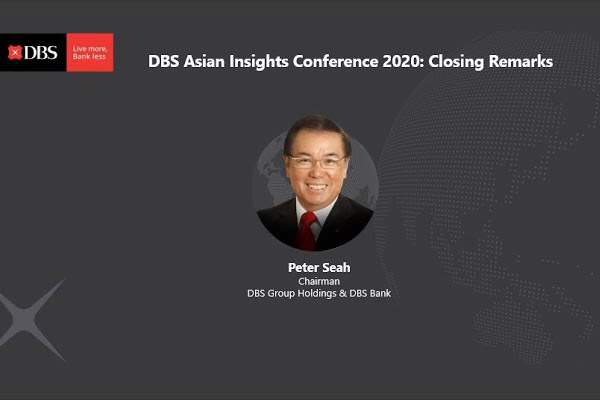 DBS
Live more,
Bank less
DBS Asian Insights Conference 2020: Closing Remarks
Peter Seah
Chairman
DBS Group Holdings & DBS Bank